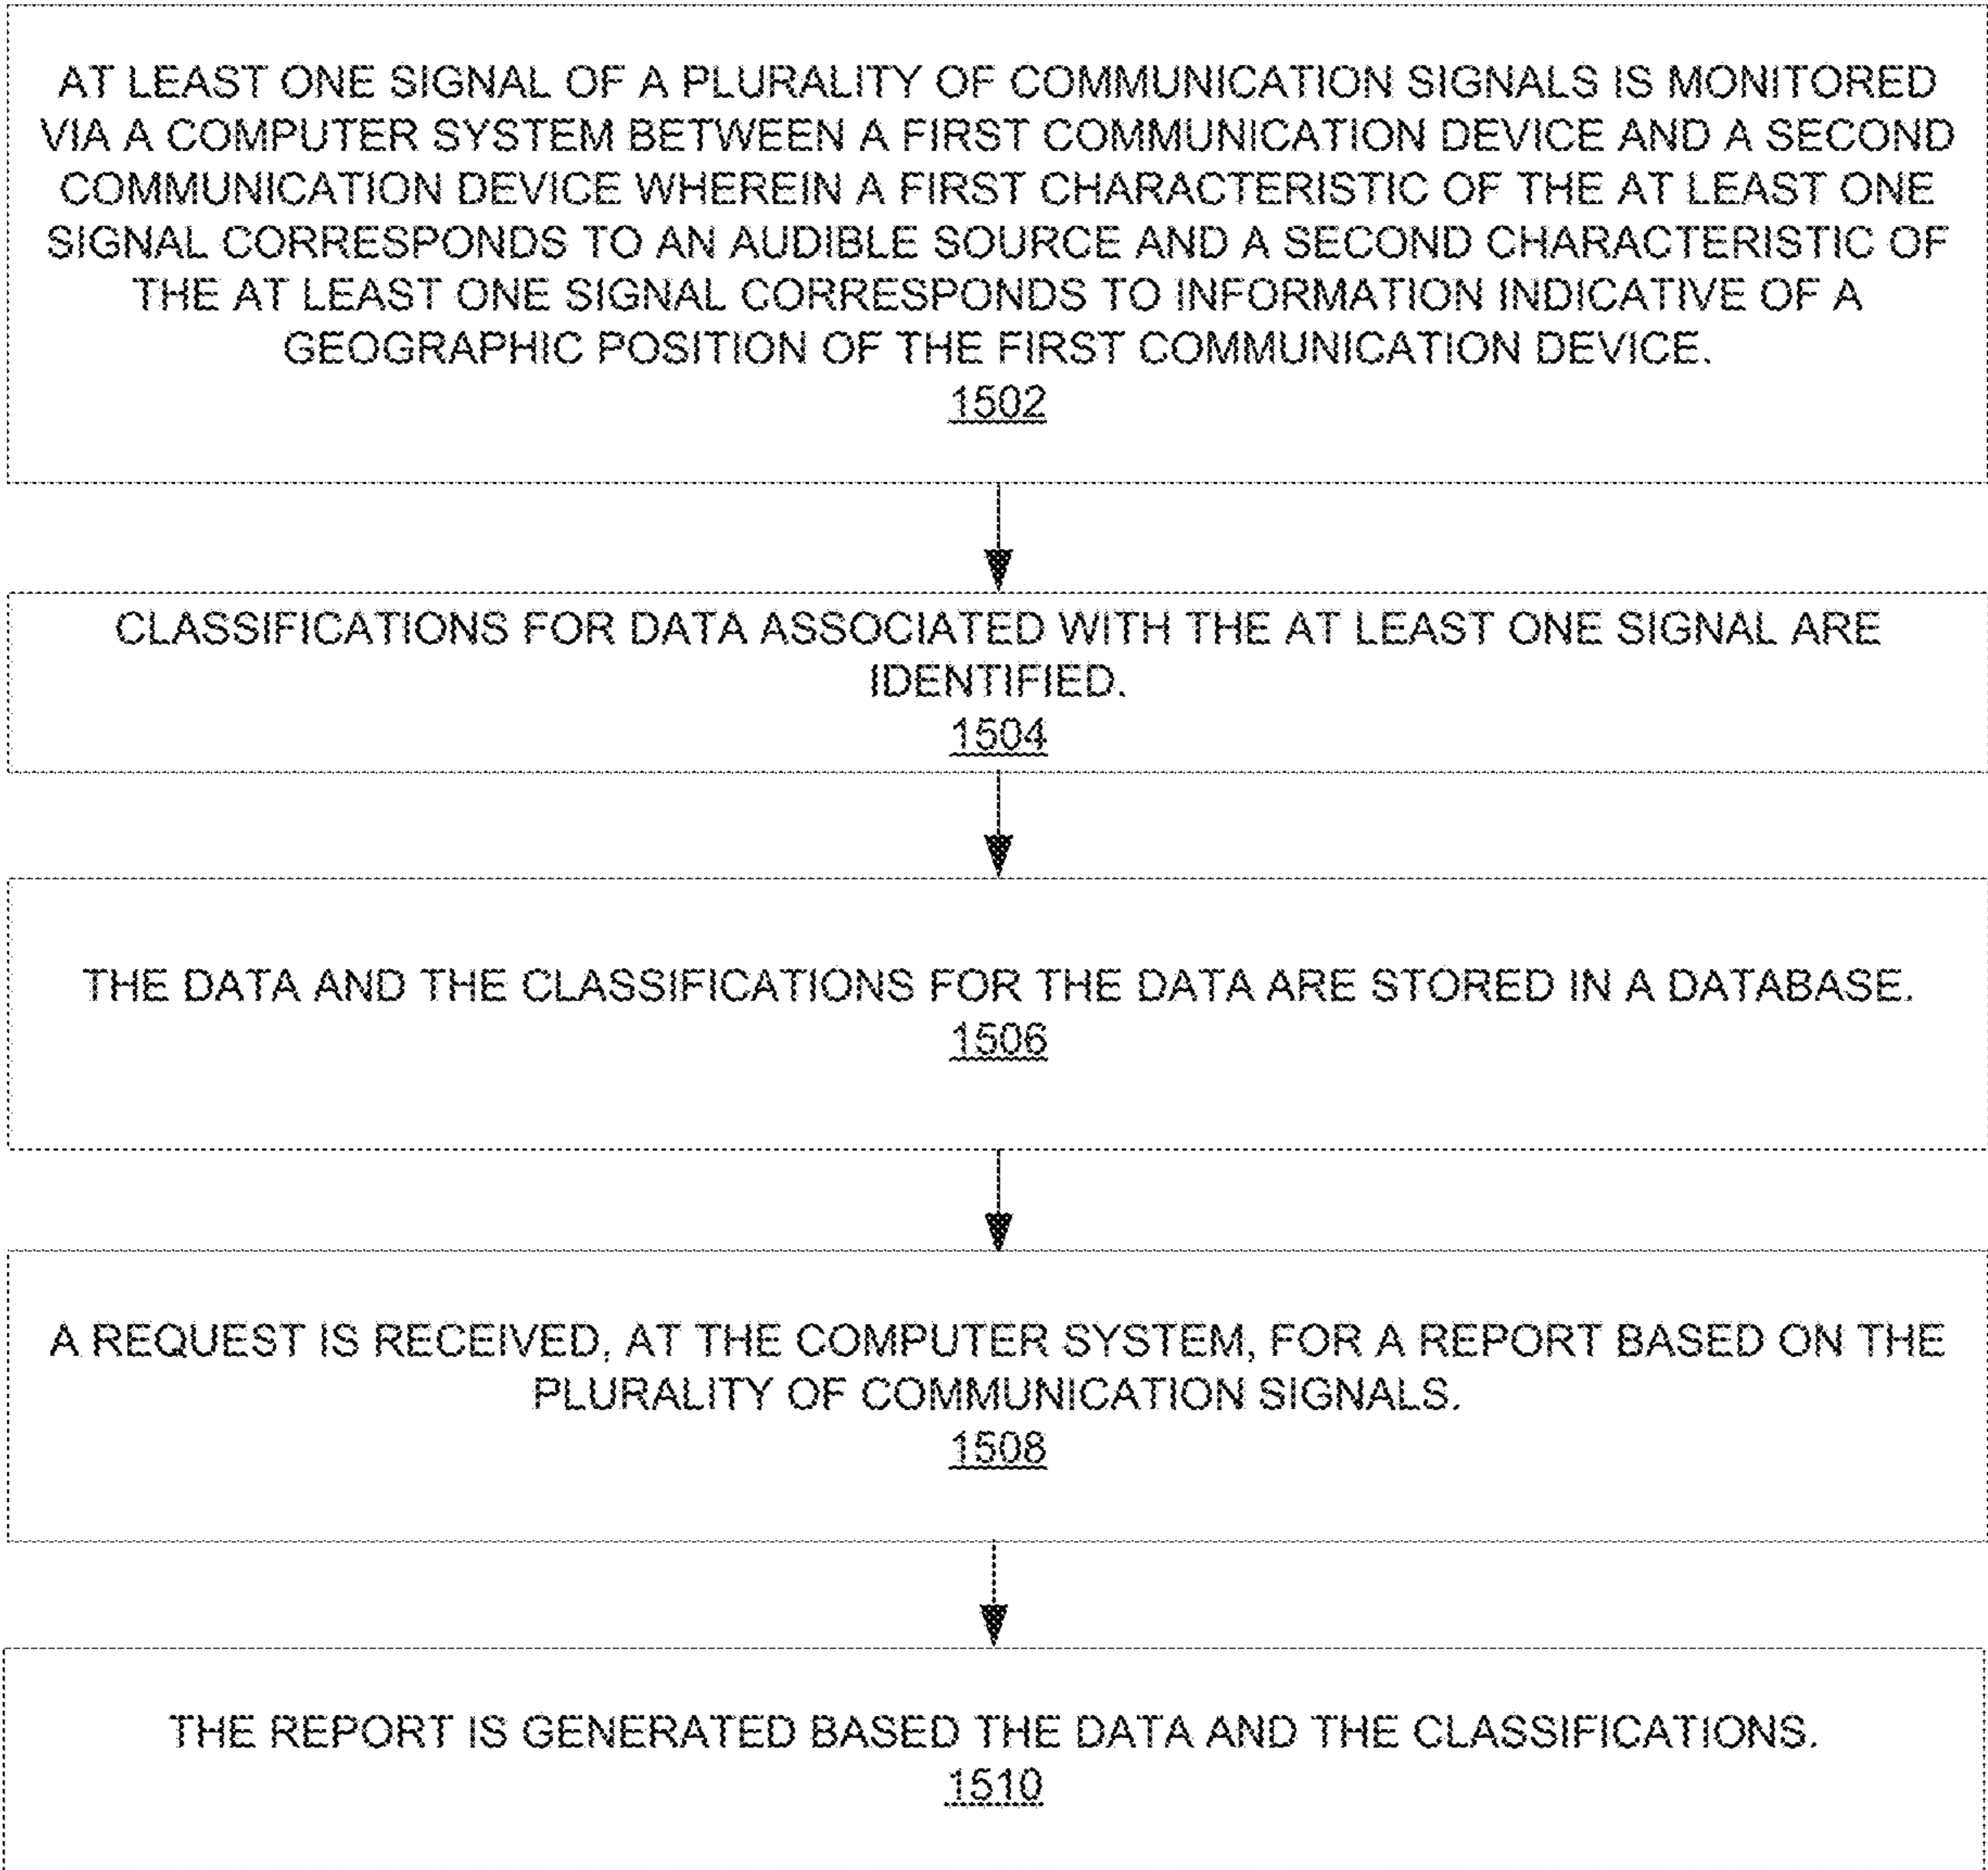 AT LEAST ONE SIGNAL OF A PLURALITY OF COMMUNICATION SIGNALS IS MONITORED
VIA A COMPUTER SYSTEM BETWEEN A FIRST COMMUNICATION DEVICE AND A SECOND
COMMUNICATION DEVICE WHEREIN A FIRST CHARACTERISTIC OF THE AT LEAST ONE
SIGNAL CORRESPONDS TO AN AUDIBLE SOURCE AND A SECOND CHARACTERISTIC OF
THE AT LEAST ONE SIGNAL CORRESPONDS TO INFORMATION INDICATIVE OF A
GEOGRAPHIC POSITION OF THE FIRST COMMUNICATION DEVICE.
1502
CLASSIFICATIONS FOR DATA ASSOCIATED WITH THE AT LEAST ONE SIGNAL ARE
IDENTIFIED.
1504
THE DATA AND THE CLASSIFICATIONS FOR THE DATA ARE STORED IN A DATABASE.
1506
A REQUEST IS RECEIVED, AT THE COMPUTER SYSTEM, FOR A REPORT BASED ON THE
PLURALITY OF COMMUNICATION SIGNALS.
1508
THE REPORT IS GENERATED BASED THE DATA AND THE CLASSIFICATIONS.
1510